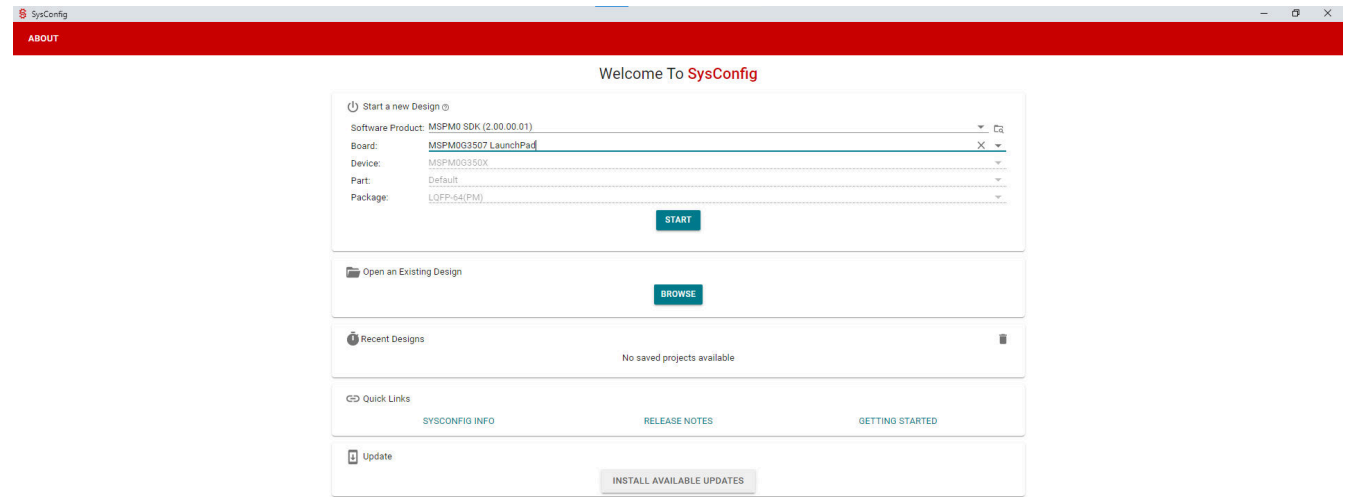 SysConfig
ABOUT
Welcome To SysConfig
Start a new Design
Software Product: MSPM0 SDK (2.00.00.01)
Board: MSPM0G3507 LaunchPad
Device: MSPM0G350X
Part: Default
Package: LQFP-64(PM)
START
Open an Existing Design
BROWSE
Recent Designs
No saved projects available
Quick Links
SYSCONFIG INFO RELEASE NOTES GETTING STARTED
Update
INSTALL AVAILABLE UPDATES